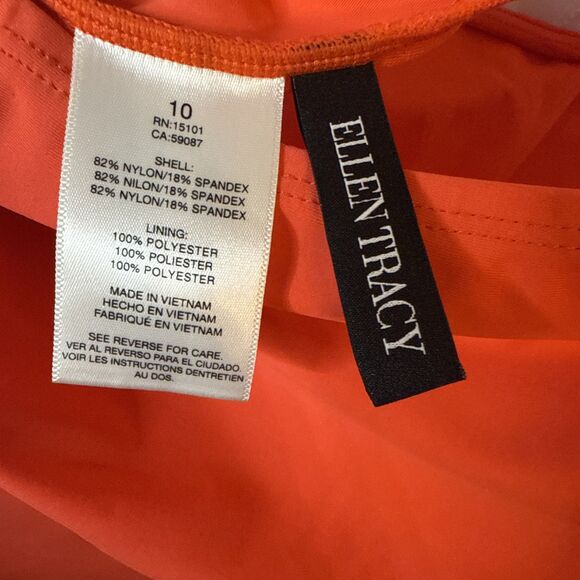 10
RN:15101
CA:59087
SHELL:
82% NYLON/18% SPANDEX
82% NILON/18% SPANDEX
82% NYLON/18% SPANDEX
LINING:
100% POLYESTER
100% POLIESTER
100% POLYESTER
MADE IN VIETNAM
HECHO EN VIETNAM
FABRIQUÉ EN VIETNAM
SEE REVERSE FOR CARE.
VER AL REVERSO PARA EL CIUDADO.
VOIR LES INSTRUCTIONS DENTRETIEN
AU DOS.
ELLEN TRACY